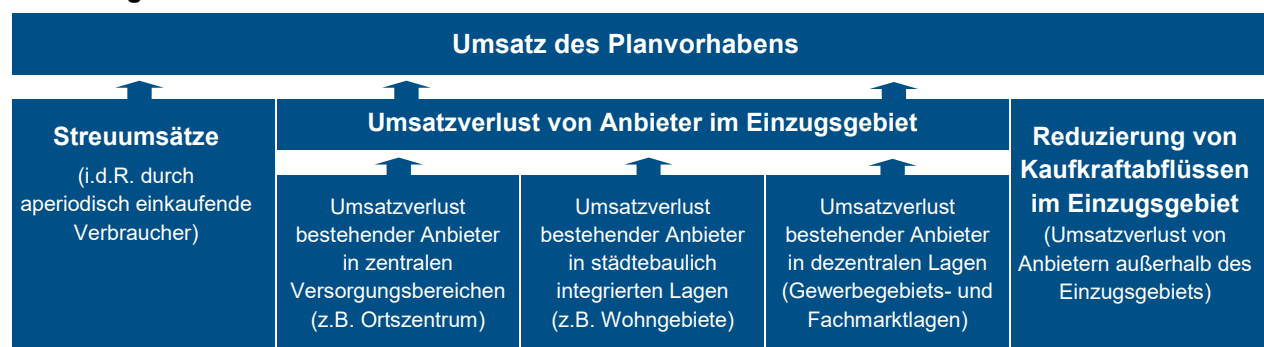 Umsatz des Planvorhabens
Streuumsätze
(i.d.R. durch
aperiodisch einkaufende
Verbraucher)
Umsatzverlust von Anbieter im Einzugsgebiet
Umsatzverlust
bestehender Anbieter
in zentralen
Versorgungsbereichen
(z.B. Ortszentrum)
Umsatzverlust
bestehender Anbieter
in städtebaulich
integrierten Lagen
(z.B. Wohngebiete)
Umsatzverlust
bestehender Anbieter
in dezentralen Lagen
(Gewerbegebiets- und
Fachmarktlagen)
Reduzierung von
Kaufkraftabflüssen
im Einzugsgebiet
(Umsatzverlust von
Anbietern außerhalb des
Einzugsgebiets)